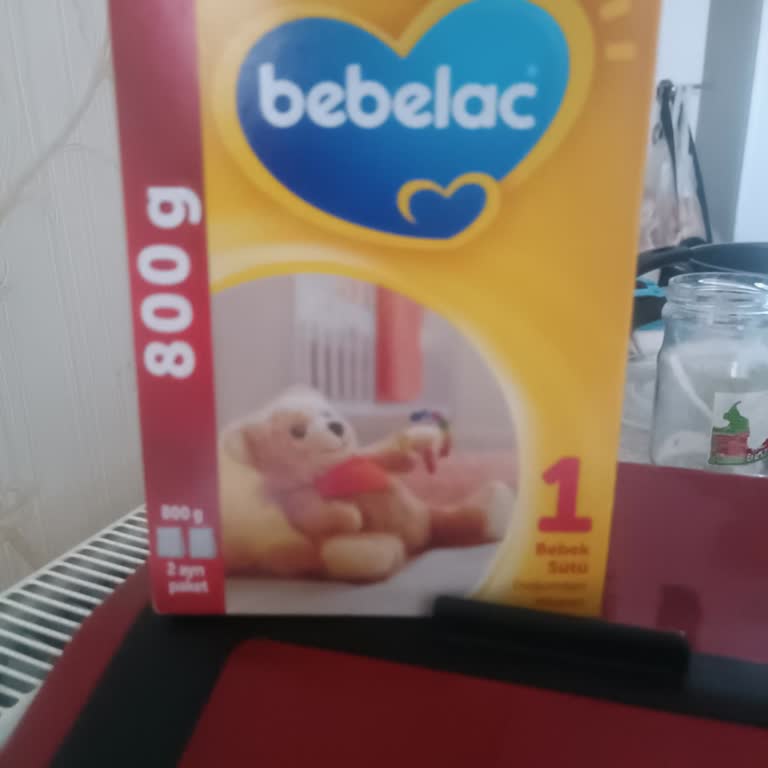 bebelac
800 g
800 g
2 ayrı
paket
1
Bebek
Sütü